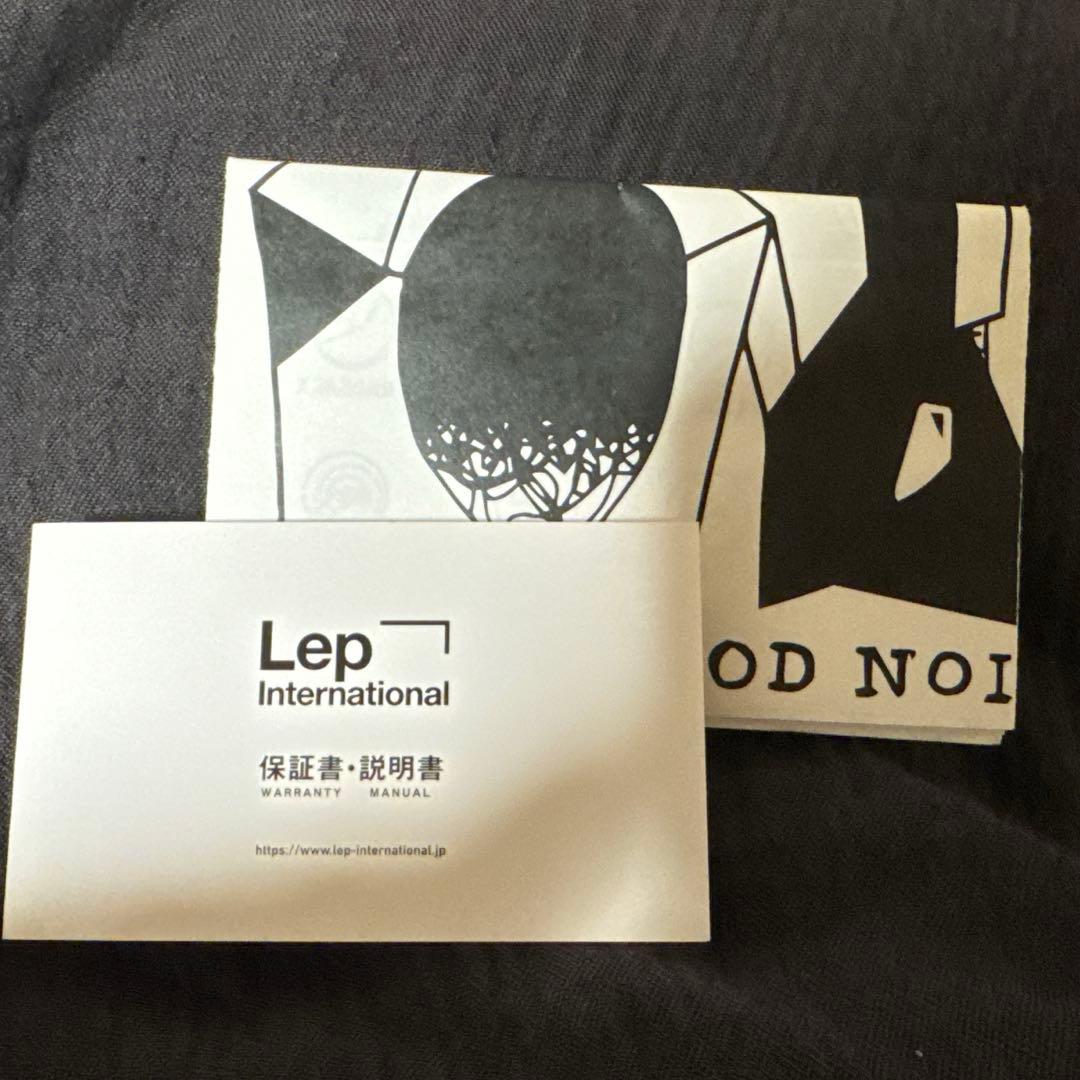 OD NOI
Lep
International
保証書・説明書
WARRANTY MANUAL
https://www.lep-international.jp